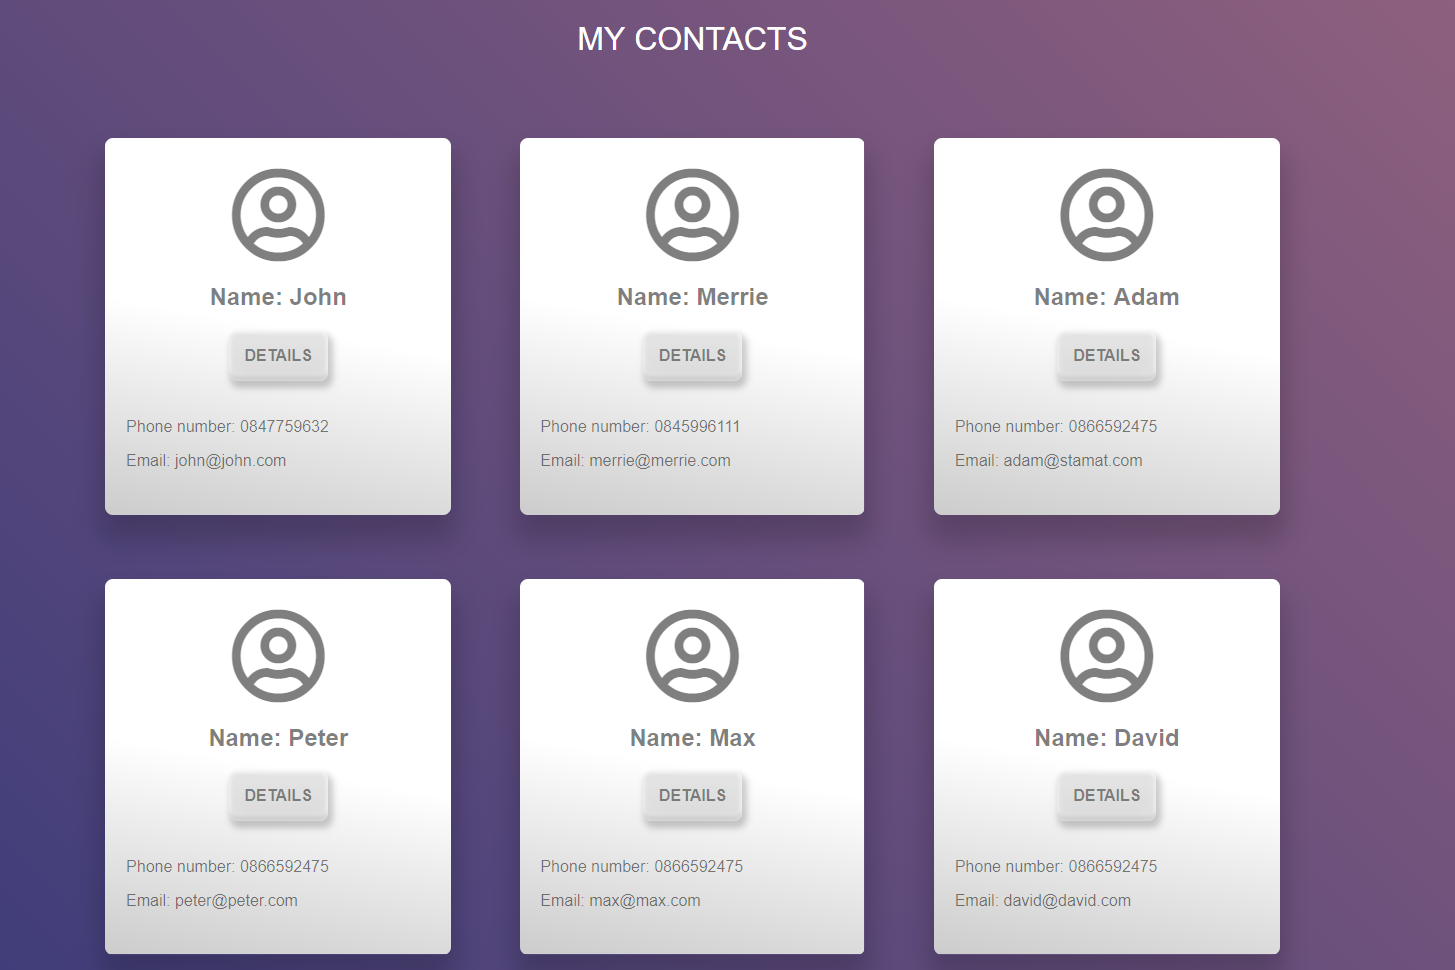 MY CONTACTS
Name: John
DETAILS
Phone number: 0847759632
Email: john@john.com
Name: Merrie
DETAILS
Phone number: 0845996111
Email: merrie@merrie.com
Name: Adam
DETAILS
Phone number: 0866592475
Email: adam@stamat.com
Name: Peter
DETAILS
Phone number: 0866592475
Email: peter@peter.com
Name: Max
DETAILS
Phone number: 0866592475
Email: max@max.com
Name: David
DETAILS
Phone number: 0866592475
Email: david@david.com